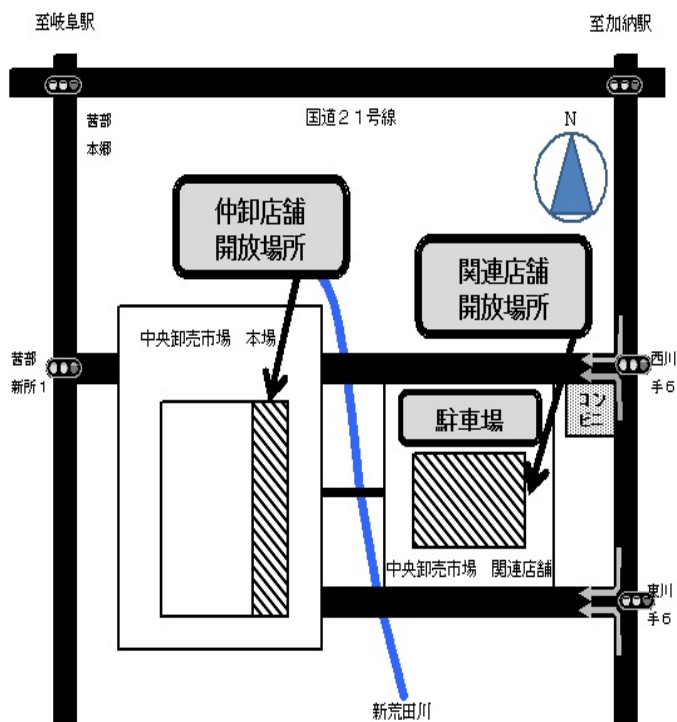 至岐阜駅
至加納駅
国道２１号線
茜部
本郷
N
仲卸店舗
開放場所
関連店舗
開放場所
中央卸売市場　本場
茜部
新所１
西川
手６
コン
ビニ
駐車場
中央卸売市場　関連店舗
東川
手６
新荒田川